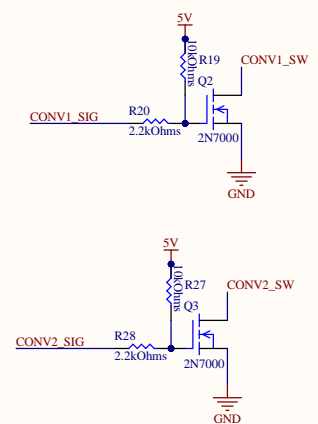 5V
10kOhms
R19
Q2
CONV1_SW
R20
CONV1_SIG
2.2kOhms
2N7000
GND
5V
10kOhms
R27
CONV2_SW
Q3
R28
CONV2_SIG
2.2kOhms
2N7000
GND